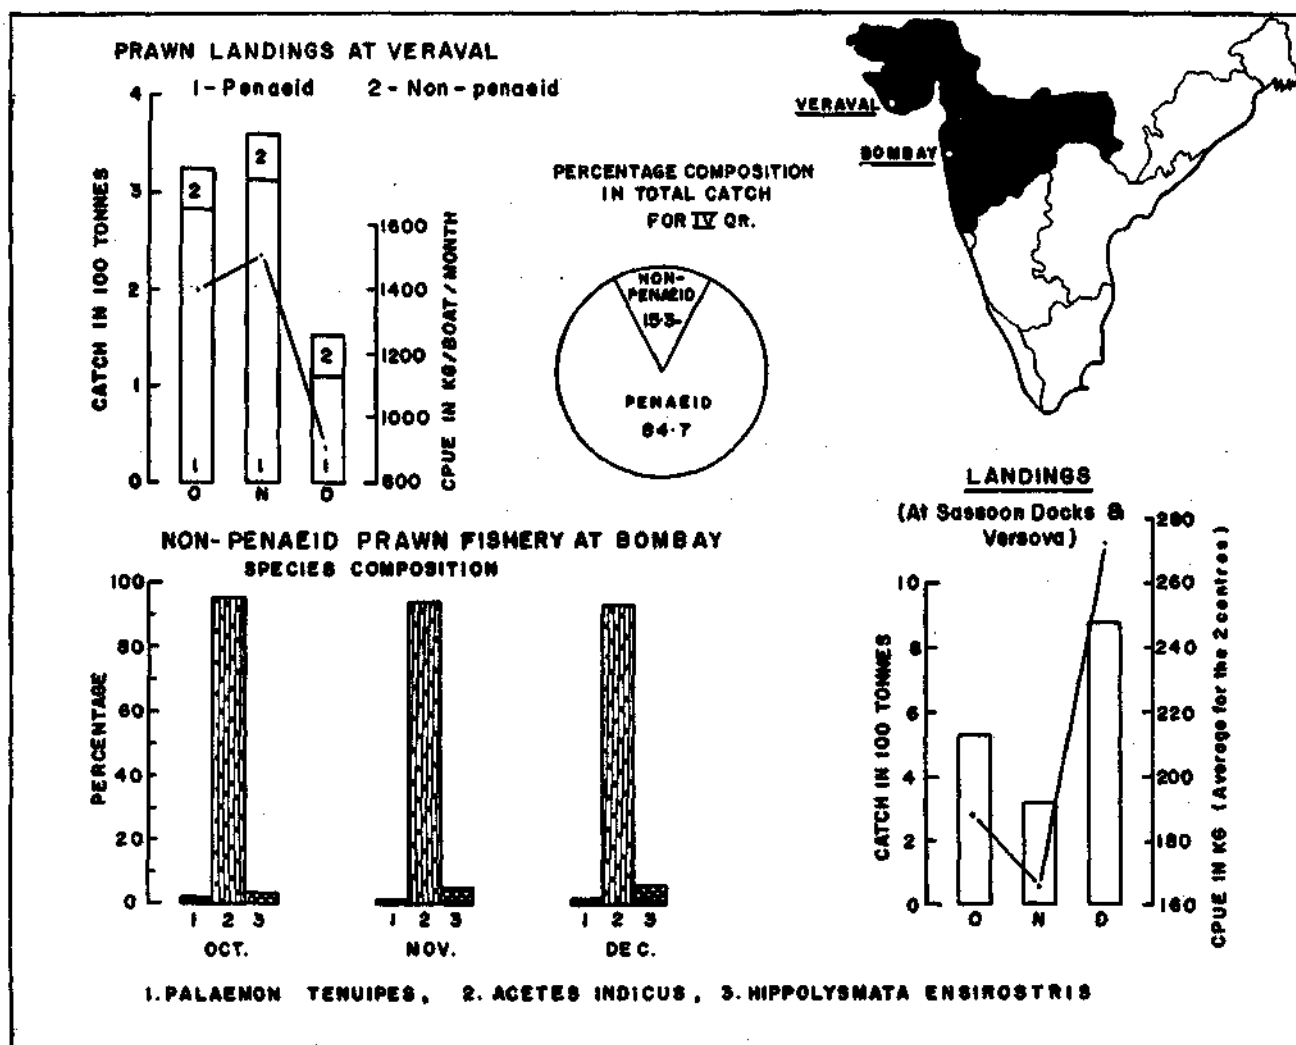 PRAWN LANDINGS AT VERAVAL
1-Penaeid 2-Non-penaeid
4
3
2
1
0
CATCH IN 100 TONNES
2
2
2
1
1
1
O N D
1600
1400
1200
1000
800
CPUE IN KG/BOAT/MONTH
PERCENTAGE COMPOSITION
IN TOTAL CATCH
FOR IV QR.
NON-
PENAEID
15·3
PENAEID
84·7
VERAVAL
BOMBAY
NON-PENAEID PRAWN FISHERY AT BOMBAY
SPECIES COMPOSITION
100
80
60
40
20
0
PERCENTAGE
1 2 3
1 2 3
1 2 3
OCT. NOV. DEC.
LANDINGS
(At Sassoon Docks &
Versova)
10
8
6
4
2
0
CATCH IN 100 TONNES
O N D
280
260
240
220
200
180
160
CPUE IN KG (Average for the 2 centres)
1. PALAEMON TENUIPES, 2. ACETES INDICUS, 3. HIPPOLYSMATA ENSIROSTRIS